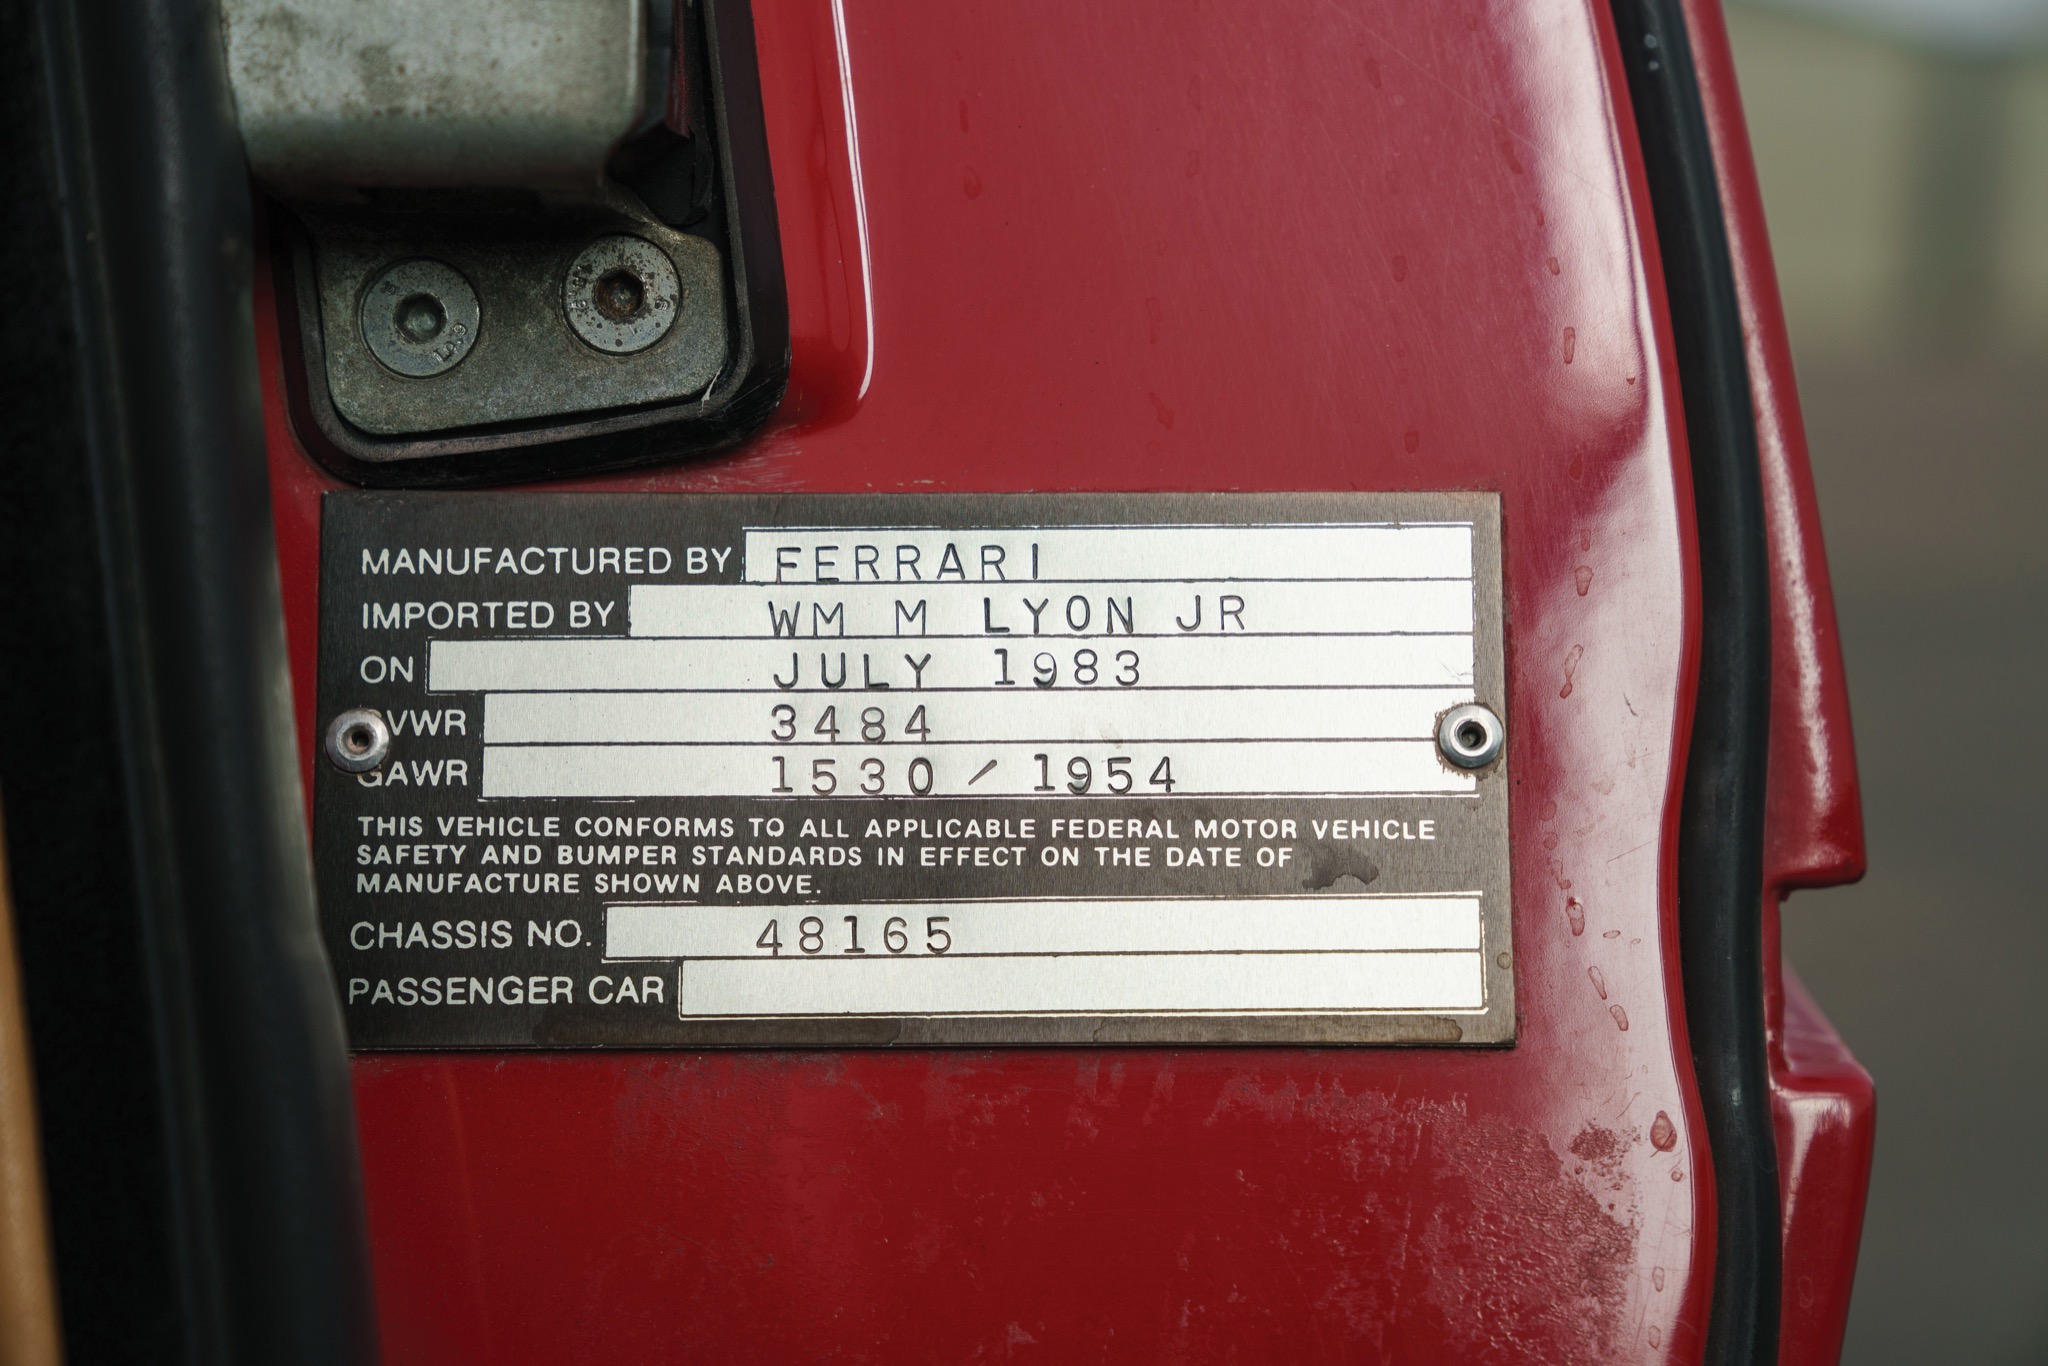 MANUFACTURED BY FERRARI
IMPORTED BY WM M LYON JR
ON JULY 1983
GVWR 3484
GAWR 1530 / 1954
THIS VEHICLE CONFORMS TO ALL APPLICABLE FEDERAL MOTOR VEHICLE
SAFETY AND BUMPER STANDARDS IN EFFECT ON THE DATE OF
MANUFACTURE SHOWN ABOVE.
CHASSIS NO. 48165
PASSENGER CAR